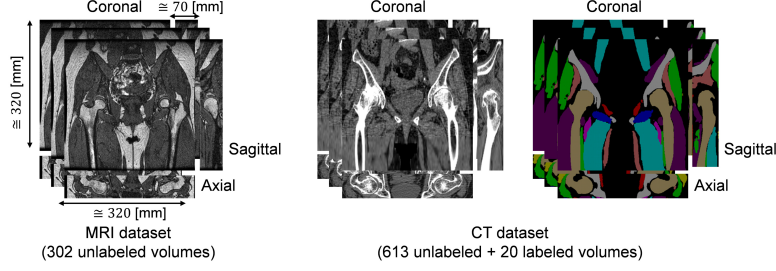 Coronal
≅ 70 [mm]
Coronal
Coronal
≅ 320 [mm]
Sagittal
Sagittal
Axial
Axial
≅ 320 [mm]
MRI dataset
(302 unlabeled volumes)
CT dataset
(613 unlabeled + 20 labeled volumes)